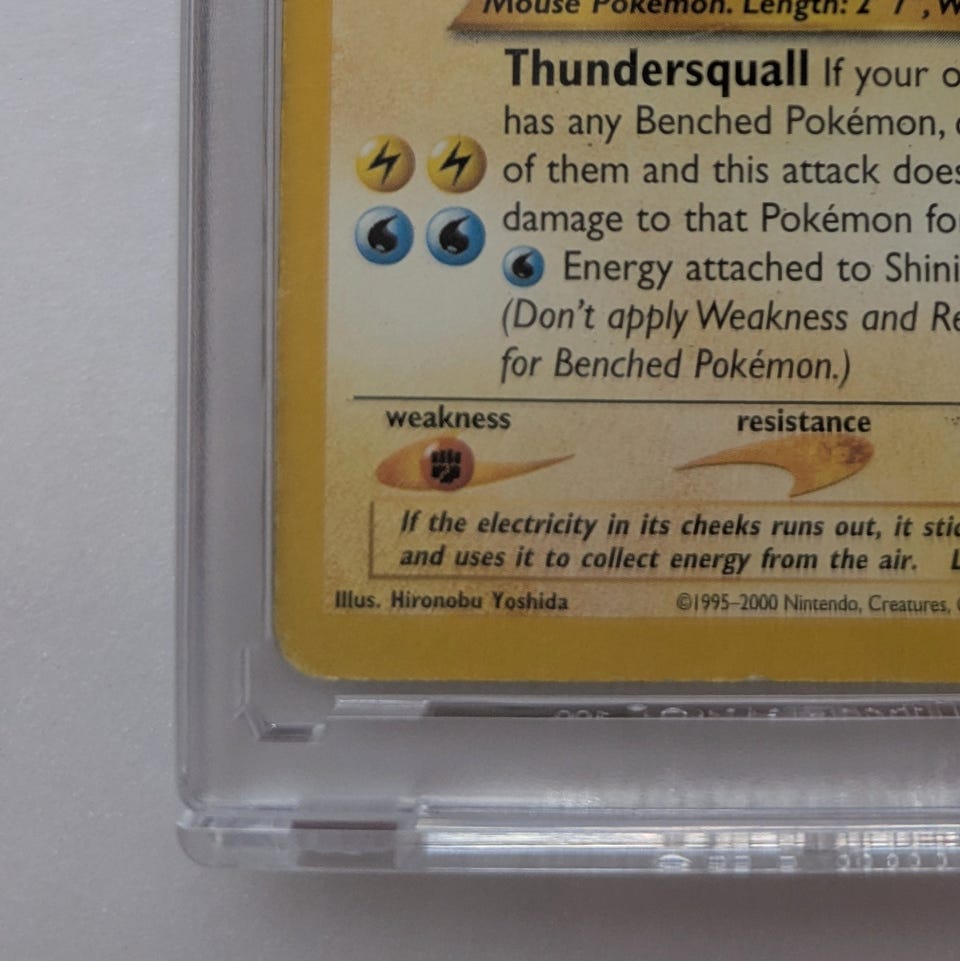 Mouse Pokémon. Length: 2' 7", W
Thundersquall If your o
has any Benched Pokémon,
of them and this attack does
damage to that Pokémon fo
Energy attached to Shini
(Don't apply Weakness and Re
for Benched Pokémon.)
weakness resistance
If the electricity in its cheeks runs out, it stic
and uses it to collect energy from the air. L
Illus. Hironobu Yoshida ©1995–2000 Nintendo, Creatures,